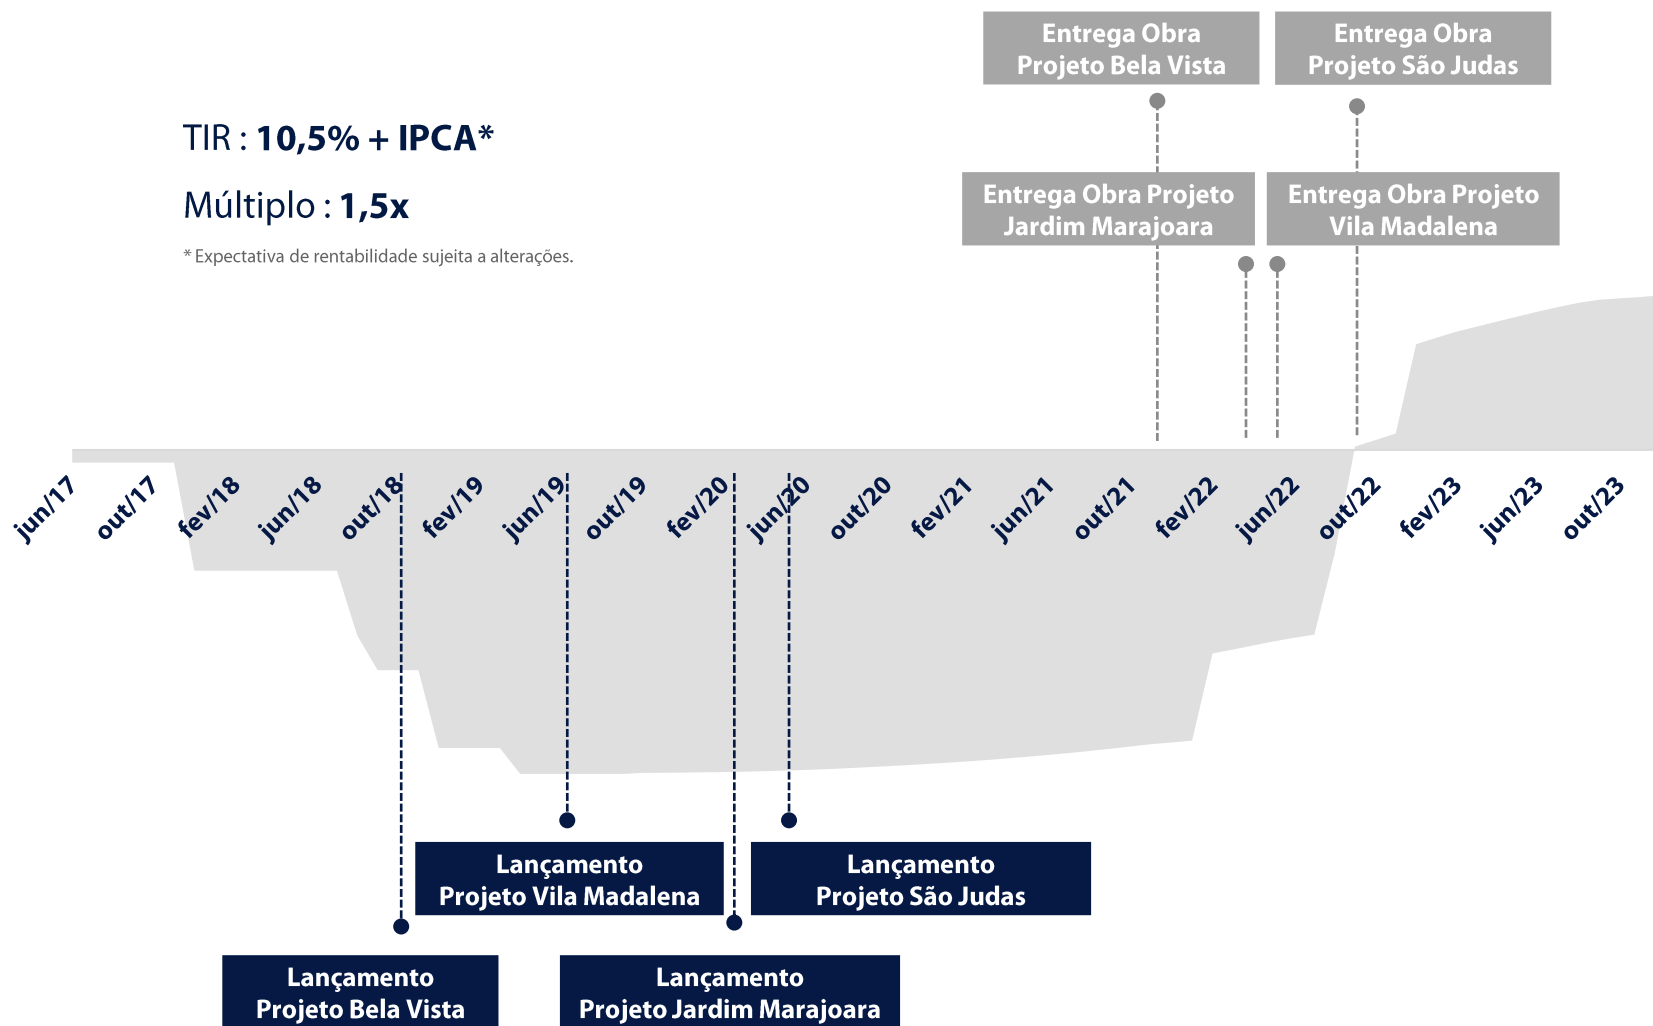 Entrega Obra
Projeto Bela Vista
Entrega Obra
Projeto São Judas
TIR : 10,5% + IPCA*
Múltiplo : 1,5x
* Expectativa de rentabilidade sujeita a alterações.
Entrega Obra Projeto
Jardim Marajoara
Entrega Obra Projeto
Vila Madalena
jun/17
out/17
fev/18
jun/18
out/18
fev/19
jun/19
out/19
fev/20
jun/20
out/20
fev/21
jun/21
out/21
fev/22
jun/22
out/22
fev/23
jun/23
out/23
Lançamento
Projeto Vila Madalena
Lançamento
Projeto São Judas
Lançamento
Projeto Bela Vista
Lançamento
Projeto Jardim Marajoara